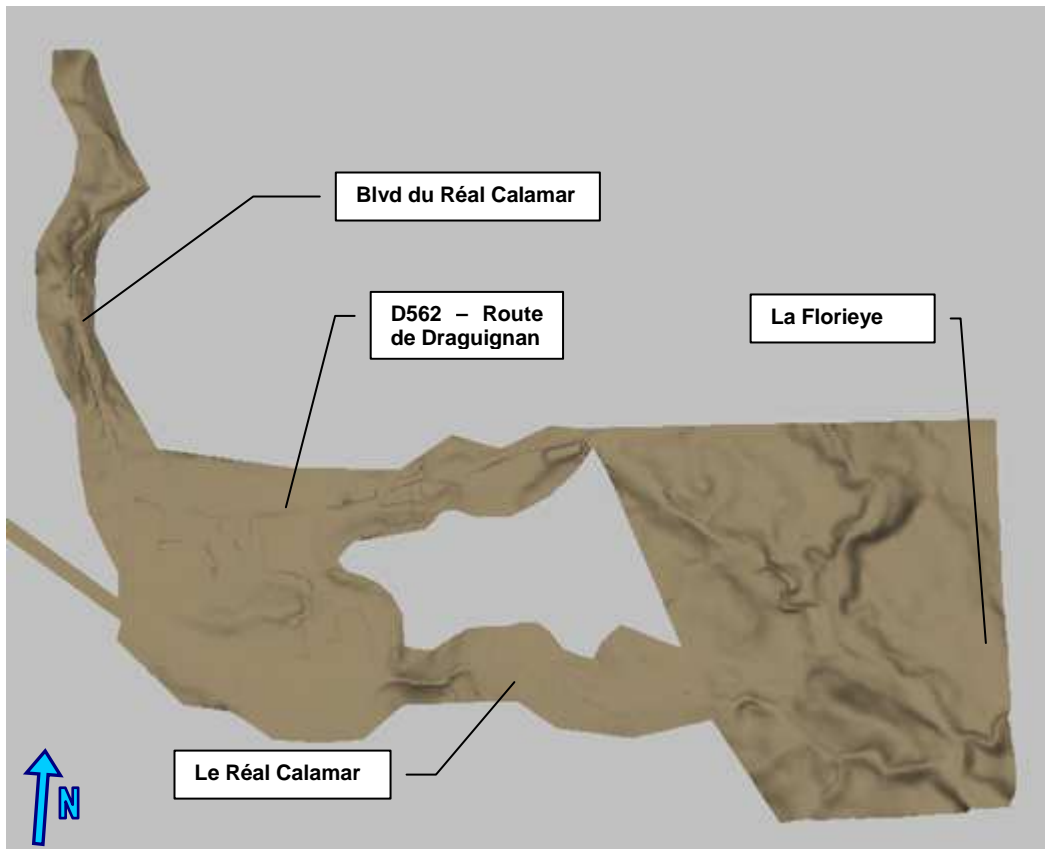 Blvd du Réal Calamar
D562 – Route
de Draguignan
La Florieye
Le Réal Calamar
N